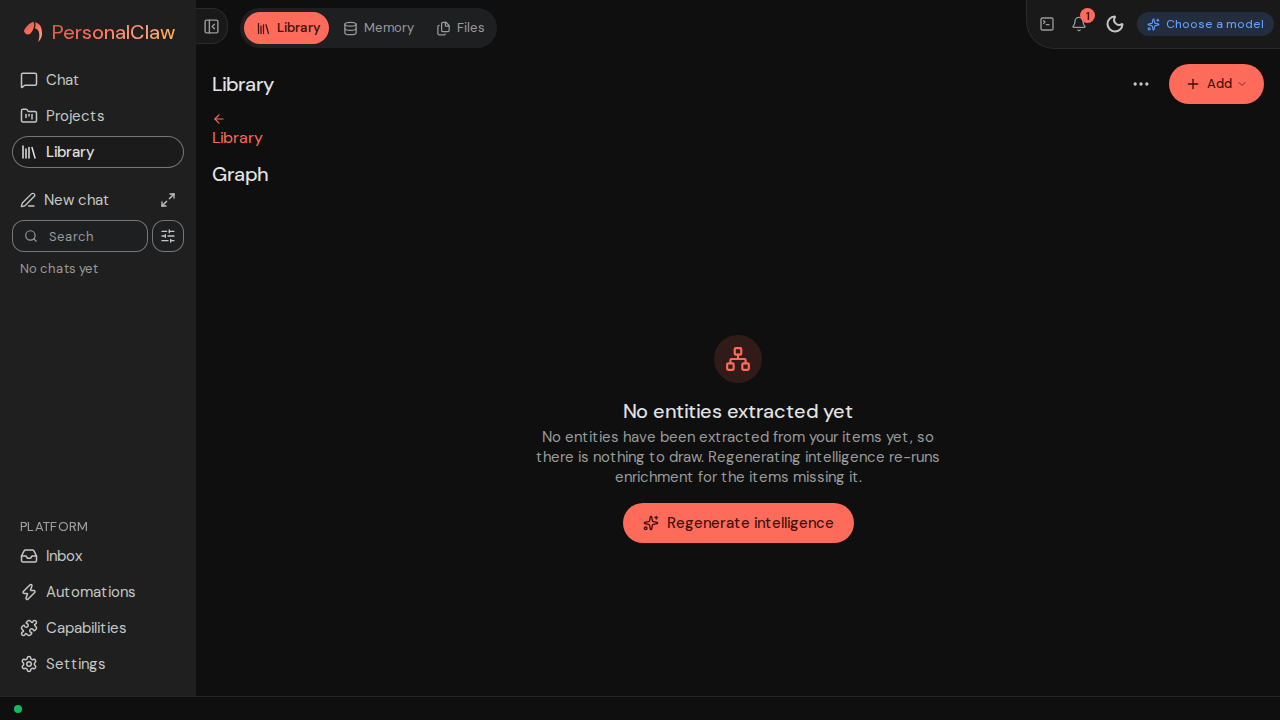 PersonalClaw
Chat
Projects
Library
New chat
Search
No chats yet
PLATFORM
Inbox
Automations
Capabilities
Settings
Library
Memory
Files
1
Choose a model
Library
Add
Library
Graph
No entities extracted yet
No entities have been extracted from your items yet, so
there is nothing to draw. Regenerating intelligence re-runs
enrichment for the items missing it.
Regenerate intelligence